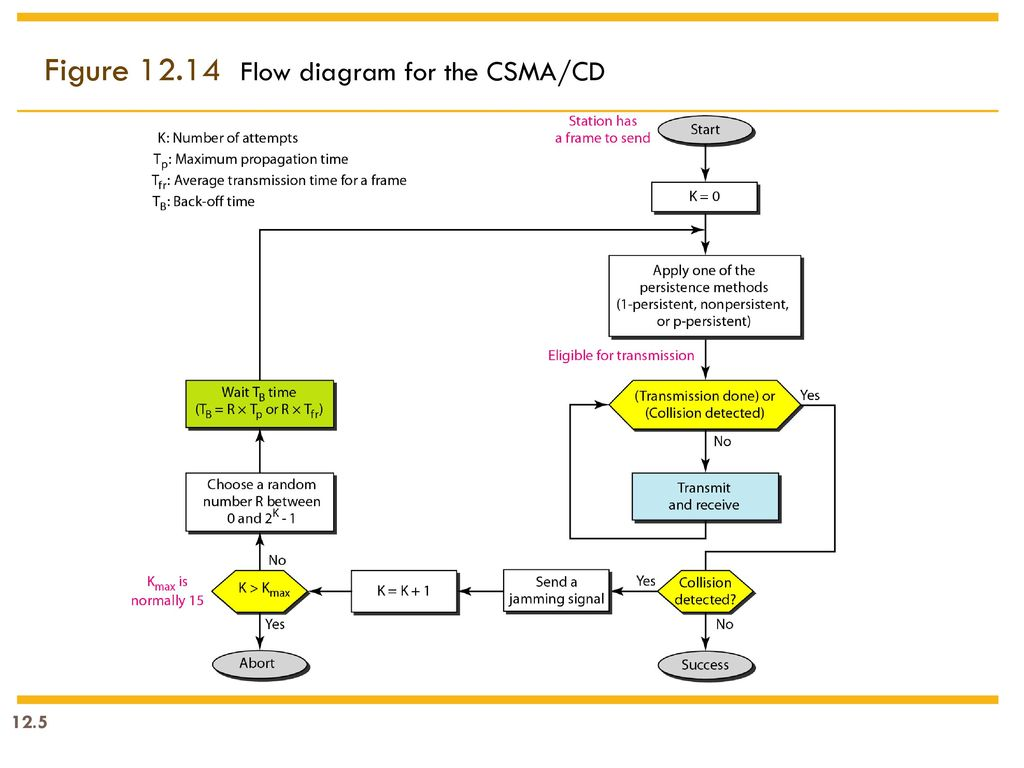 Figure 12.14 Flow diagram for the CSMA/CD
K: Number of attempts
Tp: Maximum propagation time
Tfr: Average transmission time for a frame
TB: Back-off time
Station has
a frame to send
Start
K = 0
Apply one of the
persistence methods
(1-persistent, nonpersistent,
or p-persistent)
Eligible for transmission
(Transmission done) or
(Collision detected)
Yes
No
Transmit
and receive
Wait TB time
(TB = R × Tp or R × Tfr)
Choose a random
number R between
0 and 2^K - 1
No
Kmax is
normally 15
K > Kmax
K = K + 1
Send a
jamming signal
Yes
Collision
detected?
Yes
No
Abort
Success
12.5